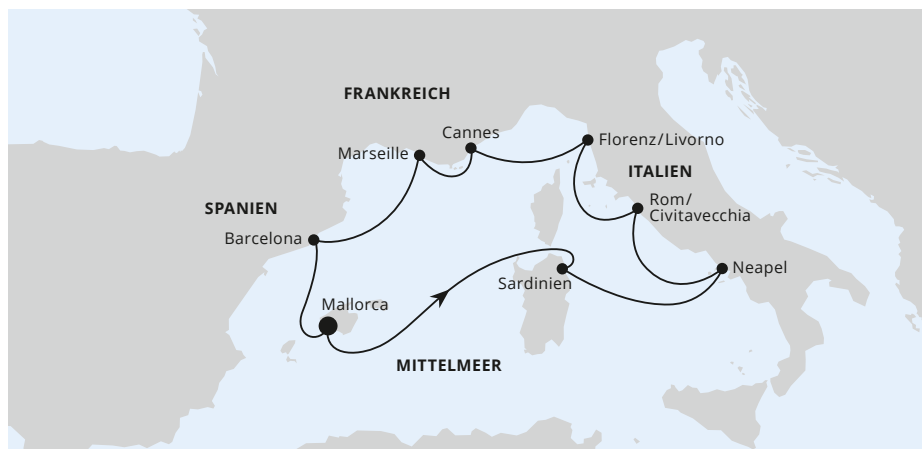 FRANKREICH
Cannes
Marseille
Florenz/Livorno
ITALIEN
Rom/
Civitavecchia
SPANIEN
Barcelona
Neapel
Sardinien
Mallorca
MITTELMEER